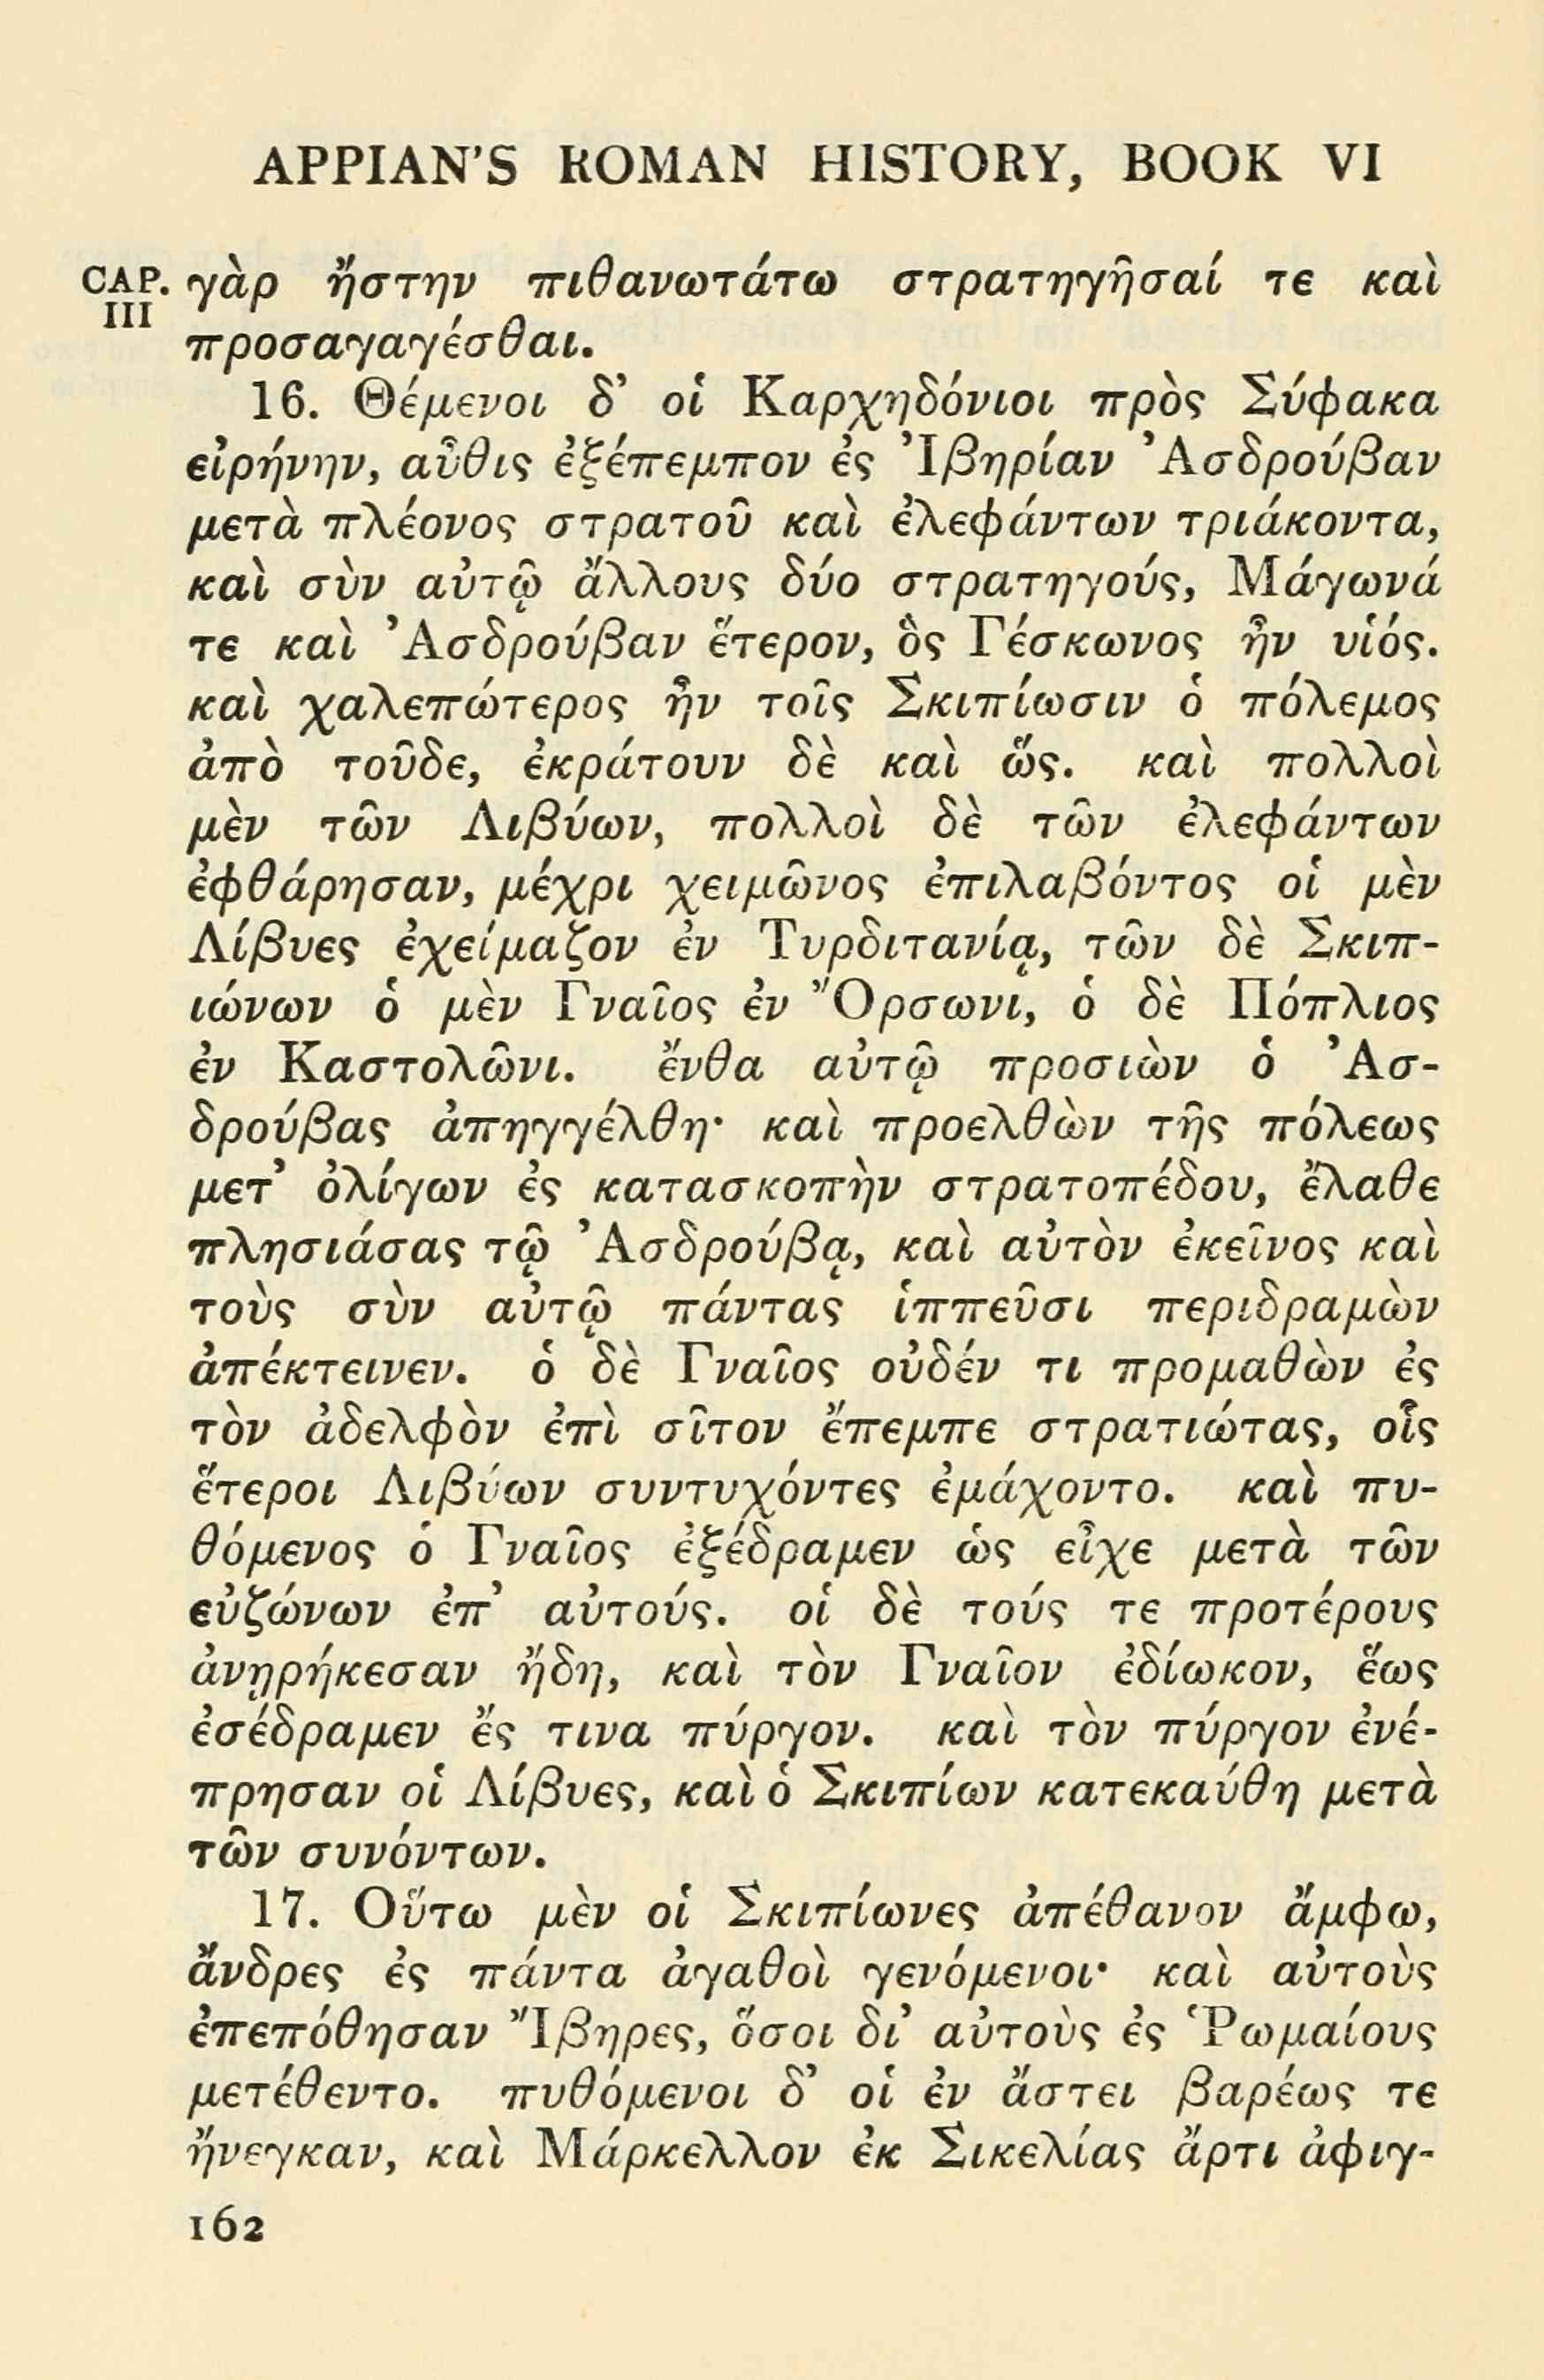 APPIAN'S ROMAN HISTORY, BOOK VI
CAP. III
γὰρ ἤστην πιθανωτάτω στρατηγῆσαί τε καὶ
προσαγαγέσθαι.
16. Θέμενοι δ' οἱ Καρχηδόνιοι πρὸς Σύφακα
εἰρήνην, αὖθις ἐξέπεμπον ἐς Ἰβηρίαν Ἀσδρούβαν
μετὰ πλέονος στρατοῦ καὶ ἐλεφάντων τριάκοντα,
καὶ σὺν αὐτῷ ἄλλους δύο στρατηγούς, Μάγωνά
τε καὶ Ἀσδρούβαν ἕτερον, ὃς Γέσκωνος ἦν υἱός.
καὶ χαλεπώτερος ἦν τοῖς Σκιπίωσιν ὁ πόλεμος
ἀπὸ τοῦδε, ἐκράτουν δὲ καὶ ὥς. καὶ πολλοὶ
μὲν τῶν Λιβύων, πολλοὶ δὲ τῶν ἐλεφάντων
ἐφθάρησαν, μέχρι χειμῶνος ἐπιλαβόντος οἱ μὲν
Λίβυες ἐχείμαζον ἐν Τυρδιτανίᾳ, τῶν δὲ Σκιπ-
ιώνων ὁ μὲν Γναῖος ἐν Ὄρσωνι, ὁ δὲ Πόπλιος
ἐν Καστολῶνι. ἔνθα αὐτῷ προσιὼν ὁ Ἀσ-
δρούβας ἀπηγγέλθη· καὶ προελθὼν τῆς πόλεως
μετ' ὀλίγων ἐς κατασκοπὴν στρατοπέδου, ἔλαθε
πλησιάσας τῷ Ἀσδρούβᾳ, καὶ αὐτὸν ἐκεῖνος καὶ
τοὺς σὺν αὐτῷ πάντας ἱππεῦσι περιδραμὼν
ἀπέκτεινεν. ὁ δὲ Γναῖος οὐδέν τι προμαθὼν ἐς
τὸν ἀδελφὸν ἐπὶ σῖτον ἔπεμπε στρατιώτας, οἷς
ἕτεροι Λιβύων συντυχόντες ἐμάχοντο. καὶ πυ-
θόμενος ὁ Γναῖος ἐξέδραμεν ὡς εἶχε μετὰ τῶν
εὐζώνων ἐπ' αὐτούς. οἱ δὲ τούς τε προτέρους
ἀνῃρήκεσαν ἤδη, καὶ τὸν Γναῖον ἐδίωκον, ἕως
ἐσέδραμεν ἔς τινα πύργον. καὶ τὸν πύργον ἐνέ-
πρησαν οἱ Λίβυες, καὶ ὁ Σκιπίων κατεκαύθη μετὰ
τῶν συνόντων.
17. Οὕτω μὲν οἱ Σκιπίωνες ἀπέθανον ἄμφω,
ἄνδρες ἐς πάντα ἀγαθοὶ γενόμενοι· καὶ αὐτοὺς
ἐπεπόθησαν Ἴβηρες, ὅσοι δι' αὐτοὺς ἐς Ῥωμαίους
μετέθεντο. πυθόμενοι δ' οἱ ἐν ἄστει βαρέως τε
ἤνεγκαν, καὶ Μάρκελλον ἐκ Σικελίας ἄρτι ἀφιγ-
162